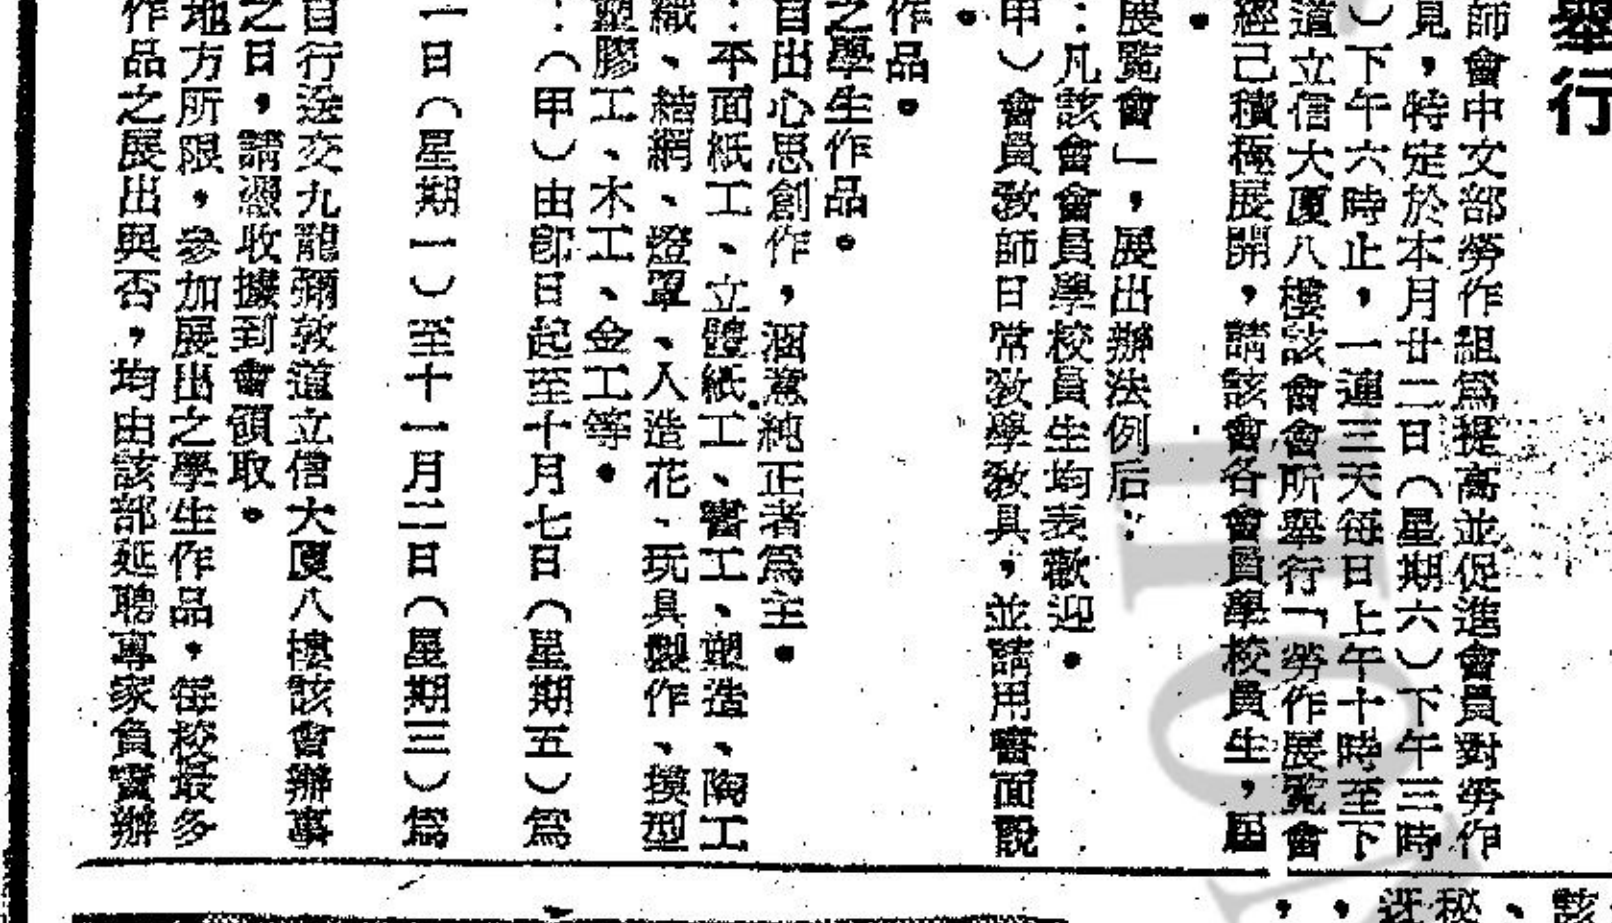 舉行
師會中文部勞作組爲提高並促進會員對勞作
見，特定於本月廿二日（星期六）下午三時
）下午六時止，一連三天每日上午十時至下
道立信大厦八樓該會會所舉行「勞作展覽會
經己積極展開，請該會各會員學校員生，屆
。
展覽會」，展出辦法例后：
：凡該會會員學校員生均表歡迎。
甲）會員敎師日常敎學敎具，並請用書面說
。
作品。
之學生作品。
自出心思創作，涵意純正者爲主。
：平面紙工、立體紙工、書工、塑造、陶工
織、結網、燈罩、人造花、玩具製作、摸型
塑膠工、木工、金工等。
：（甲）由卽日起至十月七日（星期五）爲
一日（星期一）至十一月二日（星期三）爲
自行送交九龍彌敦道立信大厦八樓該會辦事
之日，請憑收據到會領取。
地方所限，參加展出之學生作品，每校最多
作品之展出與否，均由該部延聘專家負責辦